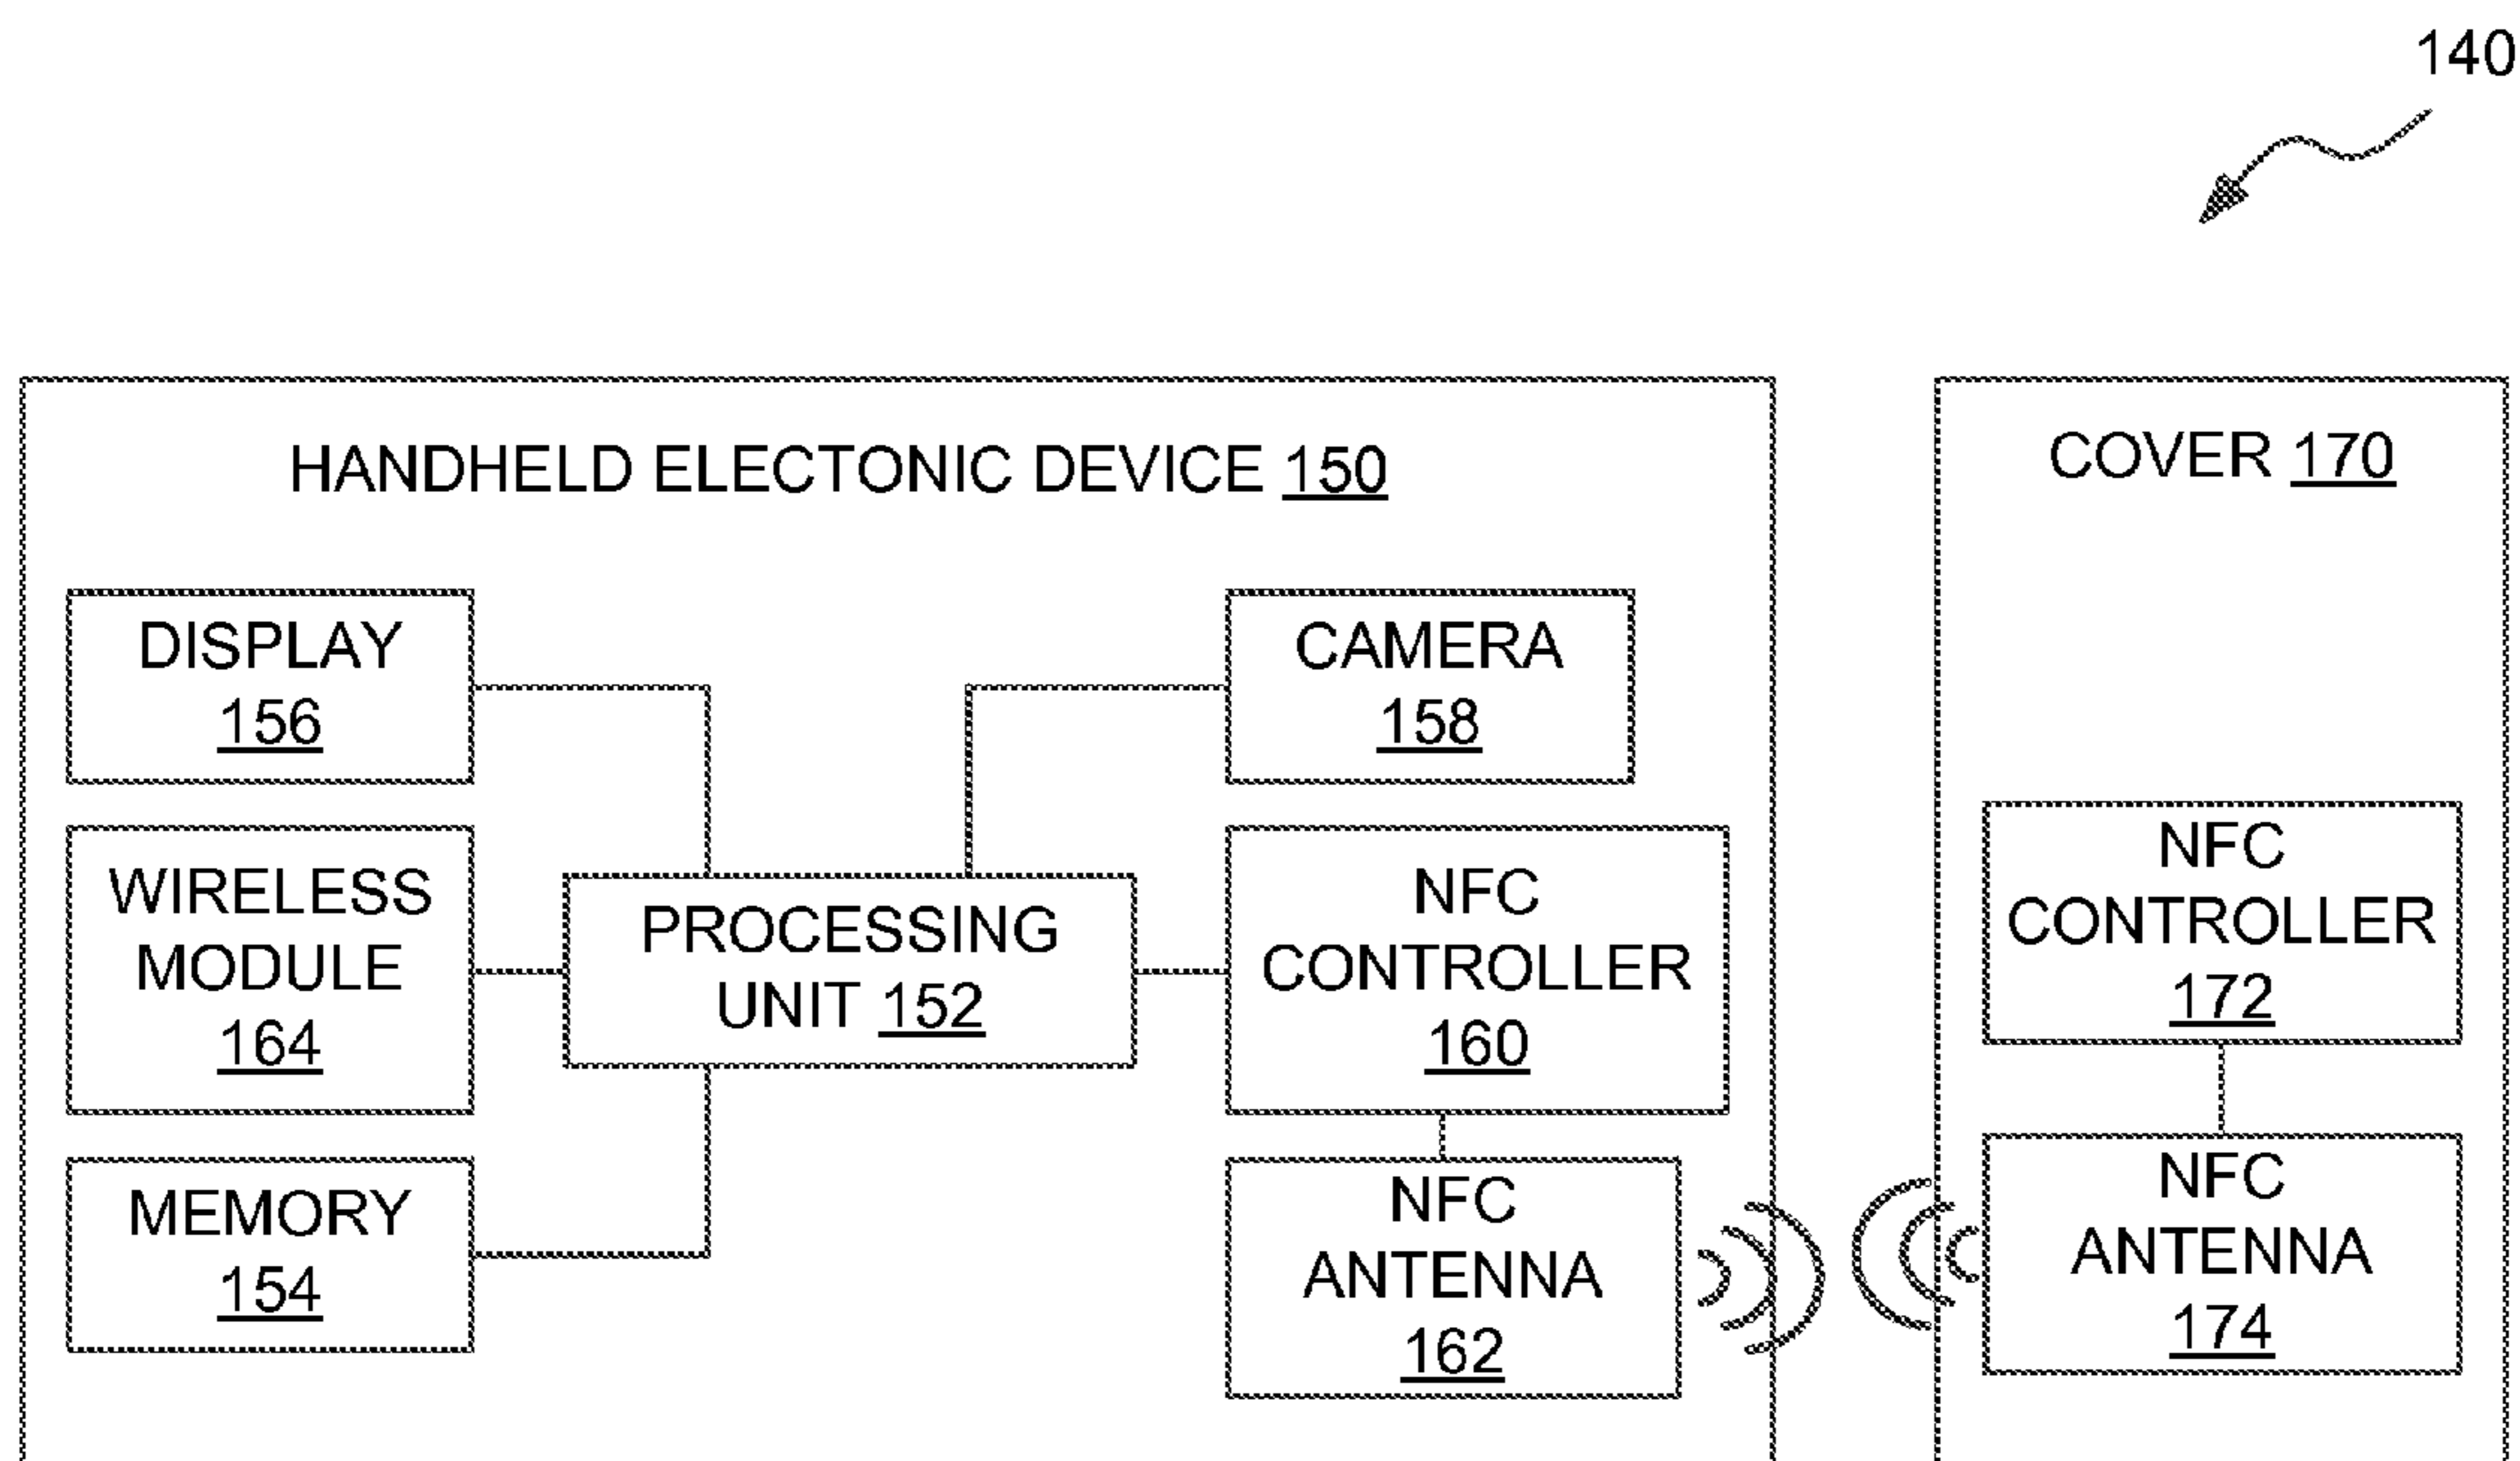 140
HANDHELD ELECTONIC DEVICE 150
DISPLAY
156
CAMERA
158
WIRELESS
MODULE
164
PROCESSING
UNIT 152
NFC
CONTROLLER
160
MEMORY
154
NFC
ANTENNA
162
COVER 170
NFC
CONTROLLER
172
NFC
ANTENNA
174